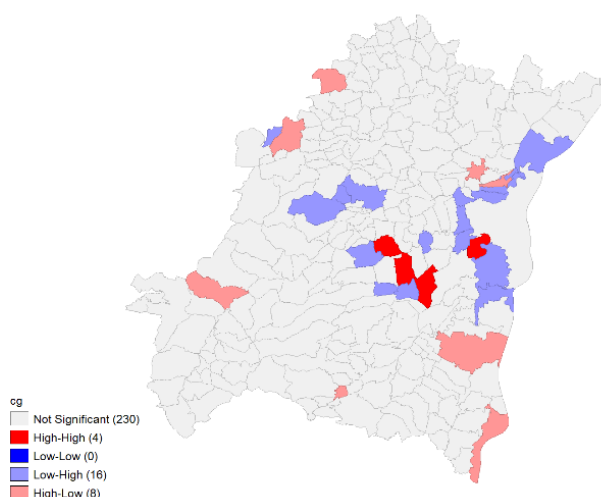 cg
Not Significant (230)
High-High (4)
Low-Low (0)
Low-High (16)
High-Low (8)